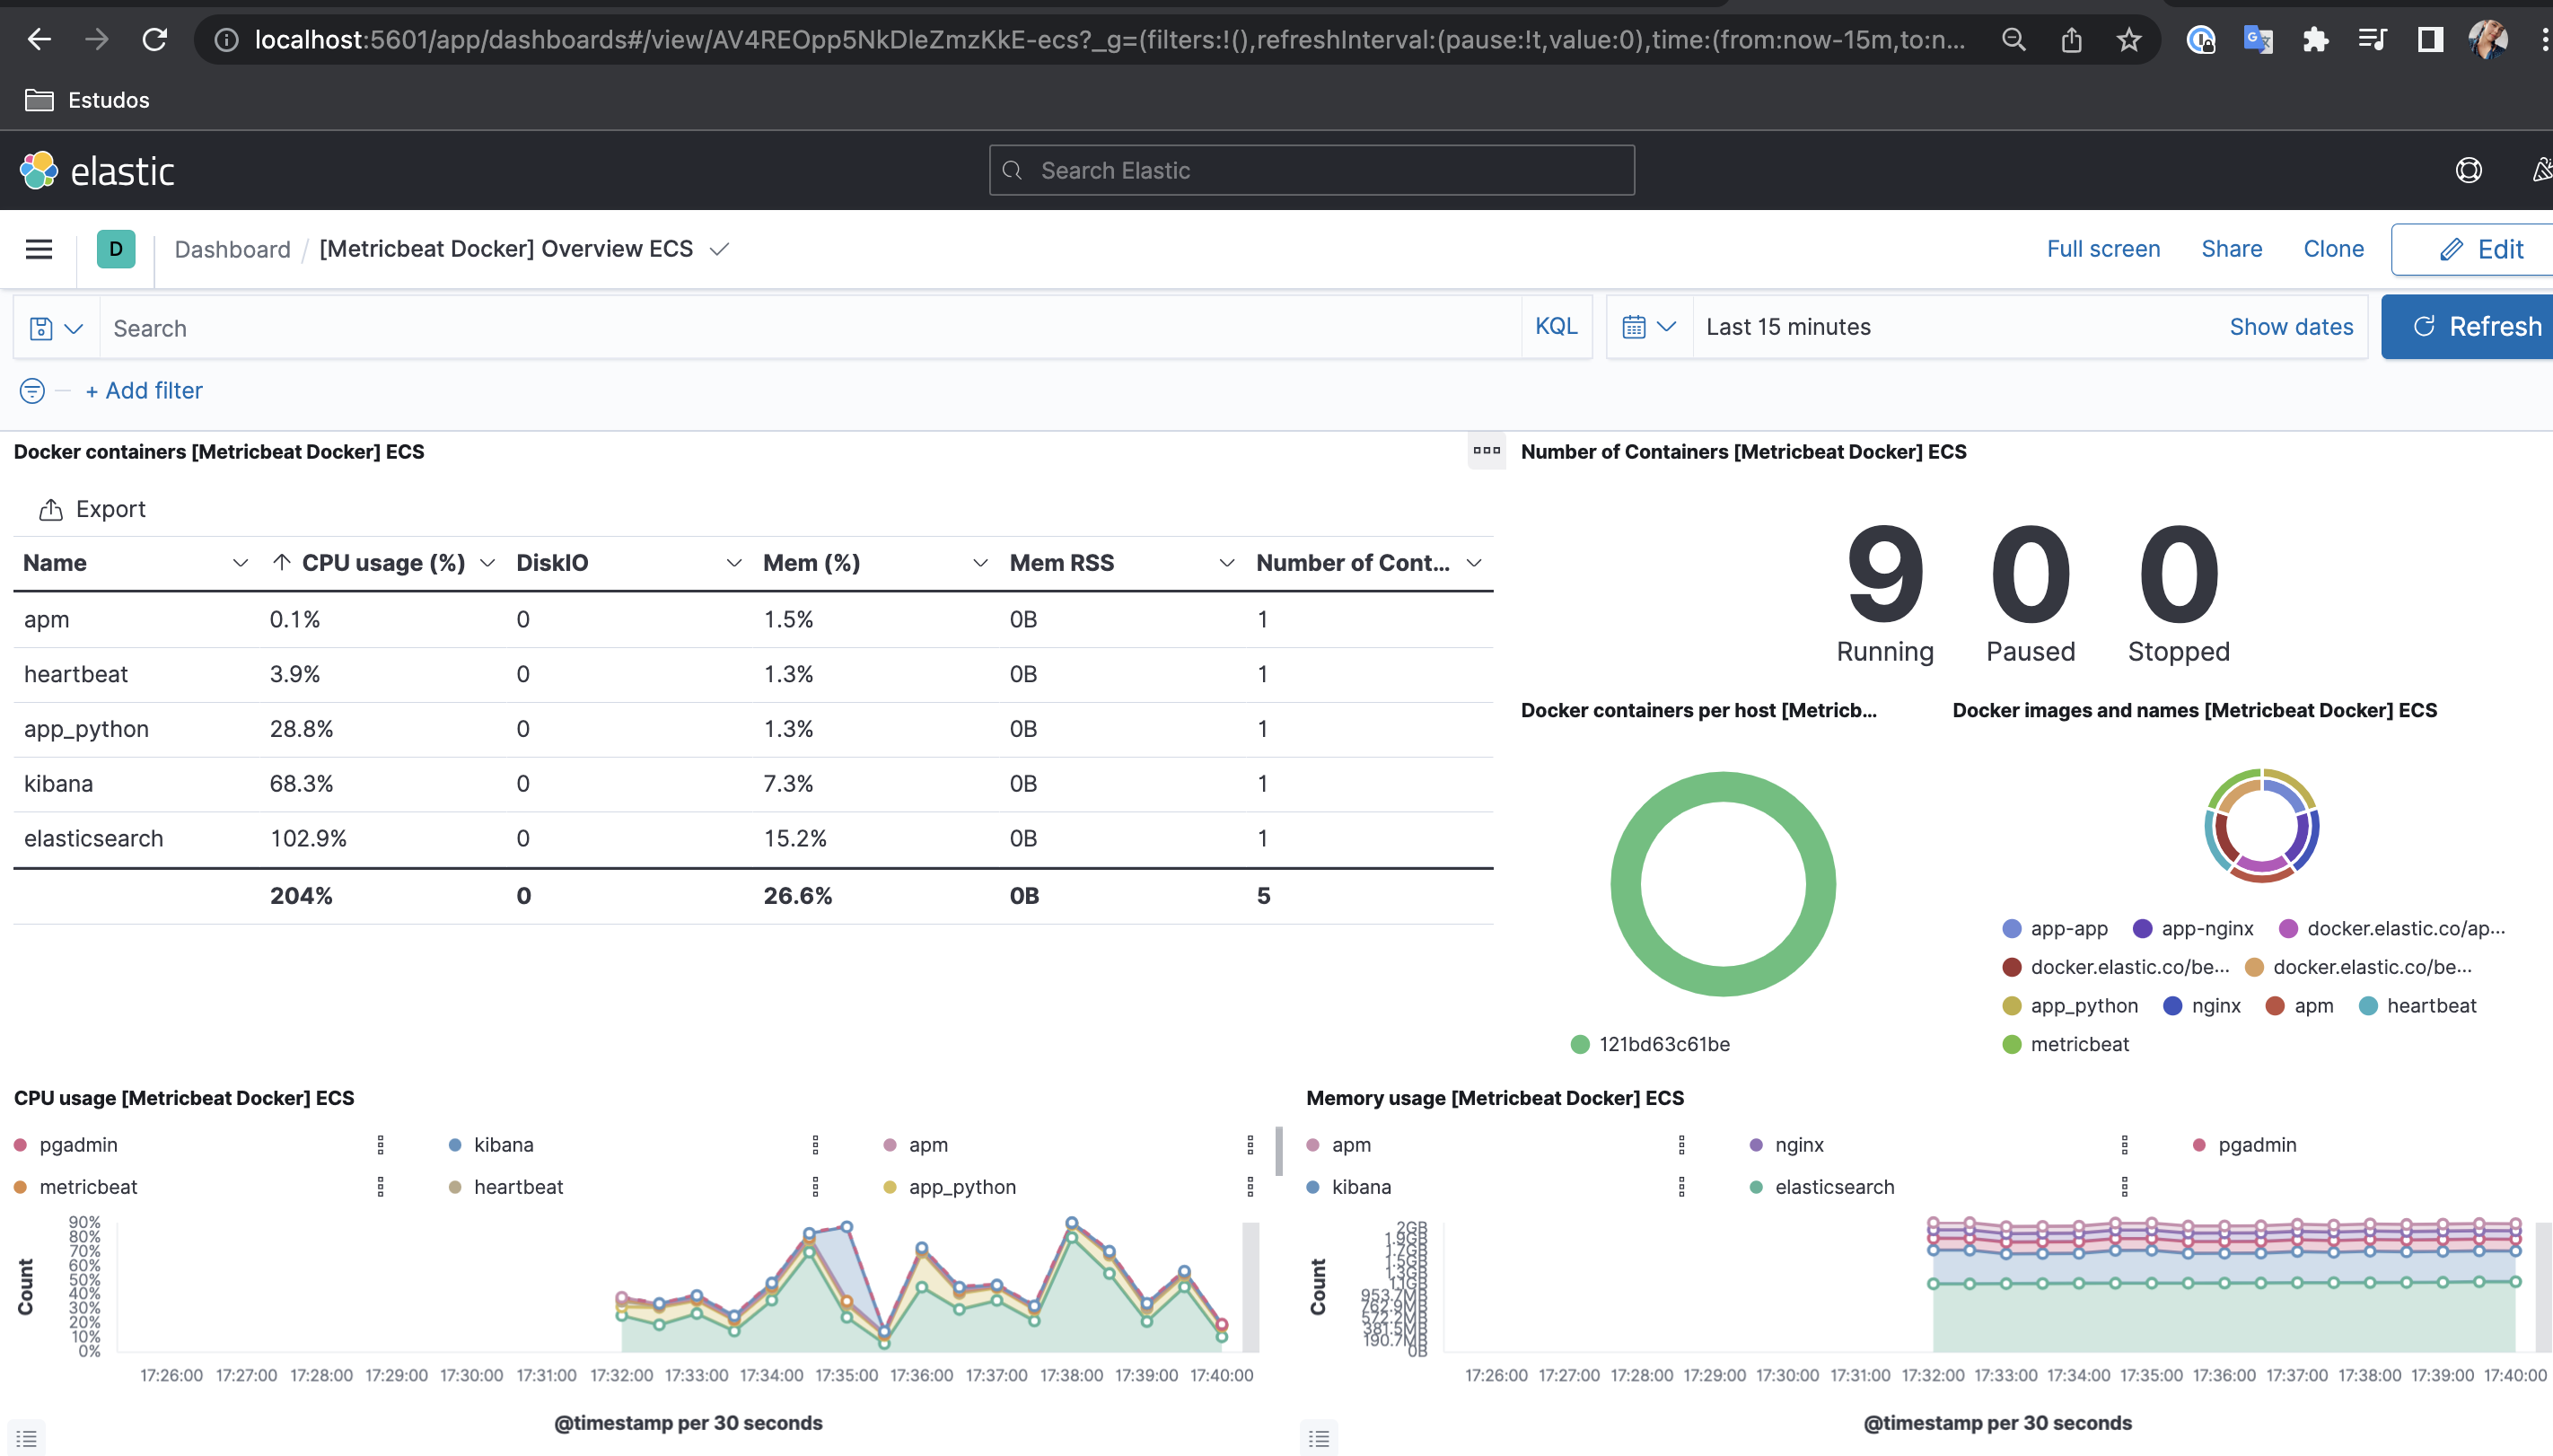 localhost:5601/app/dashboards#/view/AV4REOpp5NkDleZmzKkE-ecs?_g=(filters:!(),refreshInterval:(pause:!t,value:0),time:(from:now-15m,to:n...
Estudos
elastic
Search Elastic
D
Dashboard / [Metricbeat Docker] Overview ECS
Full screen Share Clone Edit
Search KQL
Last 15 minutes Show dates Refresh
+ Add filter
Docker containers [Metricbeat Docker] ECS
Export
Name CPU usage (%) DiskIO Mem (%) Mem RSS Number of Cont...
apm 0.1% 0 1.5% 0B 1
heartbeat 3.9% 0 1.3% 0B 1
app_python 28.8% 0 1.3% 0B 1
kibana 68.3% 0 7.3% 0B 1
elasticsearch 102.9% 0 15.2% 0B 1
204% 0 26.6% 0B 5
Number of Containers [Metricbeat Docker] ECS
9 0 0
Running Paused Stopped
Docker containers per host [Metricb...
121bd63c61be
Docker images and names [Metricbeat Docker] ECS
app-app app-nginx docker.elastic.co/ap...
docker.elastic.co/be... docker.elastic.co/be...
app_python nginx apm heartbeat
metricbeat
CPU usage [Metricbeat Docker] ECS
pgadmin kibana apm
metricbeat heartbeat app_python
90%
80%
70%
60%
50%
40%
30%
20%
10%
0%
Count
17:26:00 17:27:00 17:28:00 17:29:00 17:30:00 17:31:00 17:32:00 17:33:00 17:34:00 17:35:00 17:36:00 17:37:00 17:38:00 17:39:00 17:40:00
@timestamp per 30 seconds
Memory usage [Metricbeat Docker] ECS
apm nginx pgadmin
kibana elasticsearch
2GB
1.9GB
1.7GB
1.5GB
1.3GB
1.1GB
953.7MB
762.9MB
572.2MB
381.5MB
190.7MB
0B
Count
17:26:00 17:27:00 17:28:00 17:29:00 17:30:00 17:31:00 17:32:00 17:33:00 17:34:00 17:35:00 17:36:00 17:37:00 17:38:00 17:39:00 17:40:00
@timestamp per 30 seconds